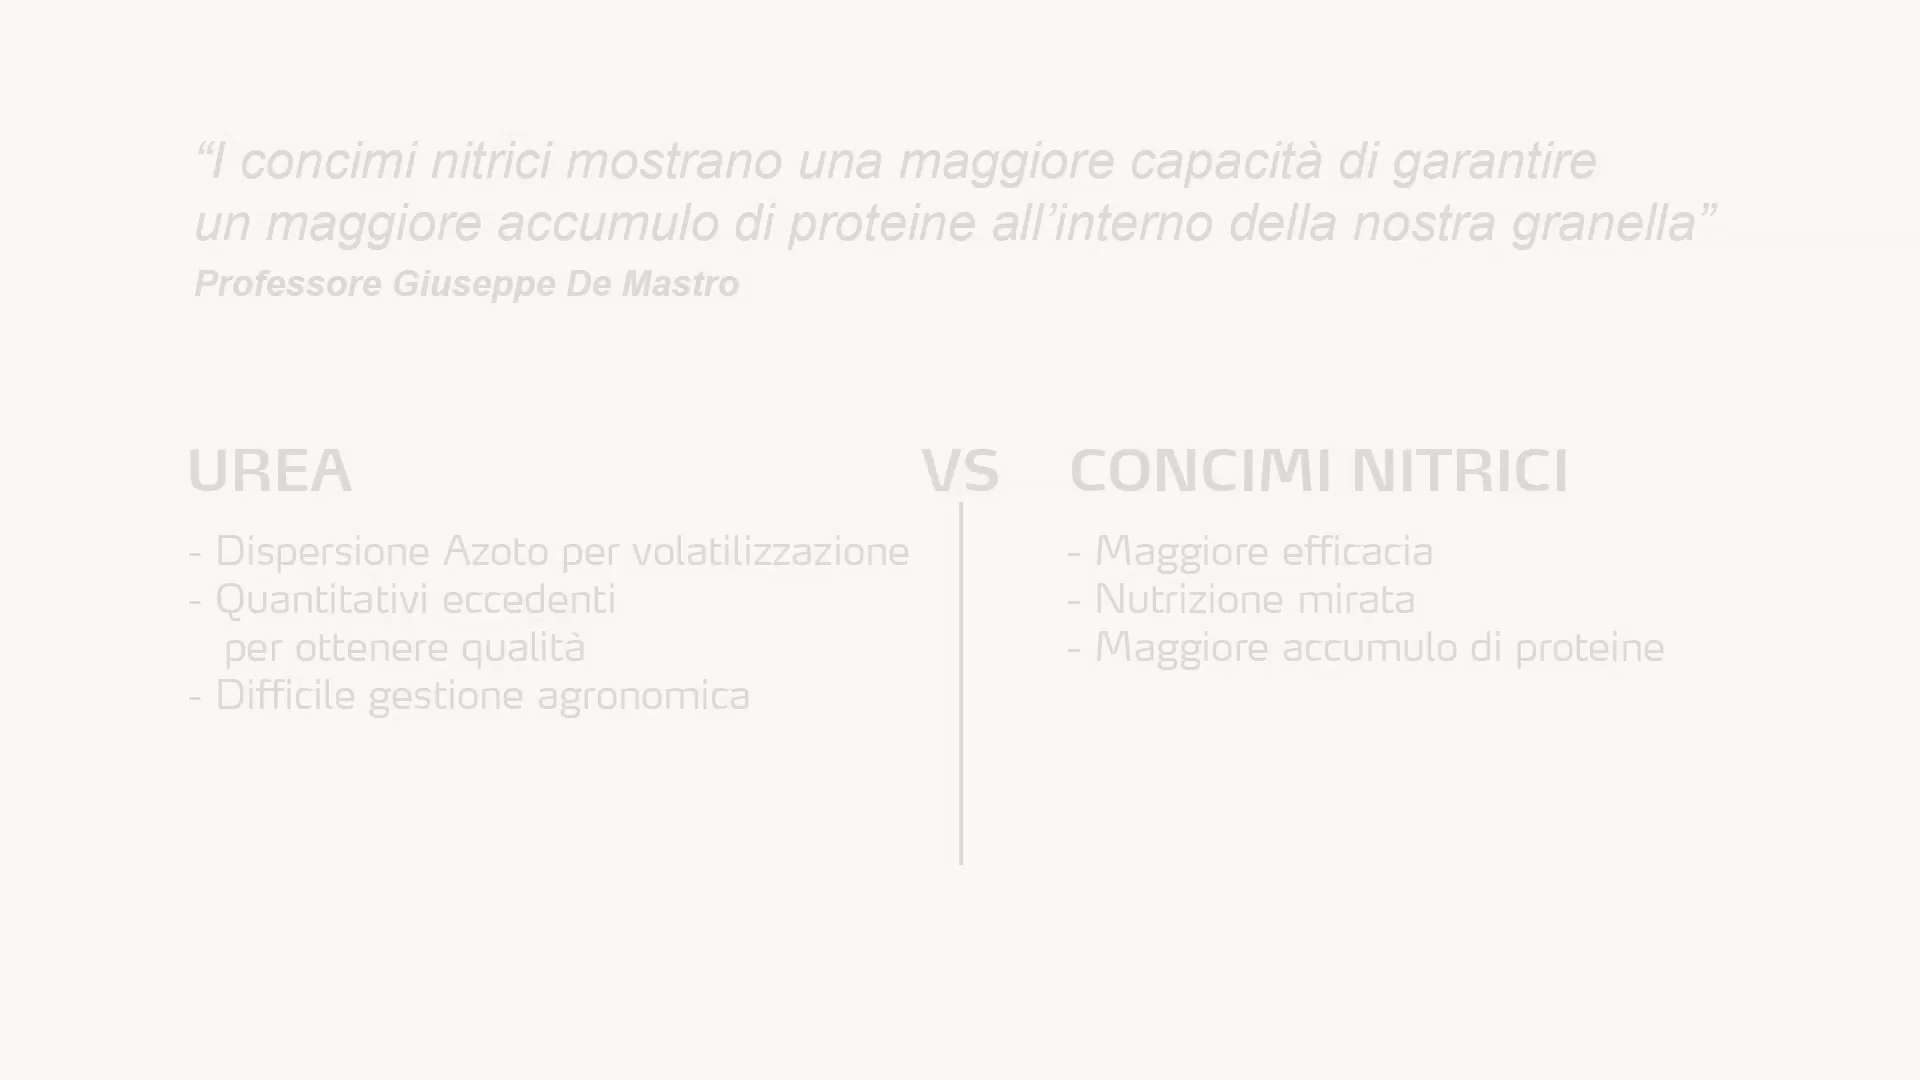 “I concimi nitrici mostrano una maggiore capacità di garantire
un maggiore accumulo di proteine all’interno della nostra granella”
Professore Giuseppe De Mastro
UREA
- Dispersione Azoto per volatilizzazione
- Quantitativi eccedenti
per ottenere qualità
- Difficile gestione agronomica
VS
CONCIMI NITRICI
- Maggiore efficacia
- Nutrizione mirata
- Maggiore accumulo di proteine